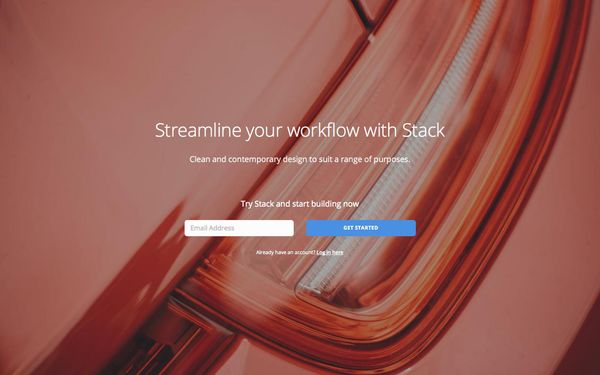 Streamline your workflow with Stack
Clean and contemporary design to suit a range of purposes.
Try Stack and start building now
Email Address
GET STARTED
Already have an account? Log in here